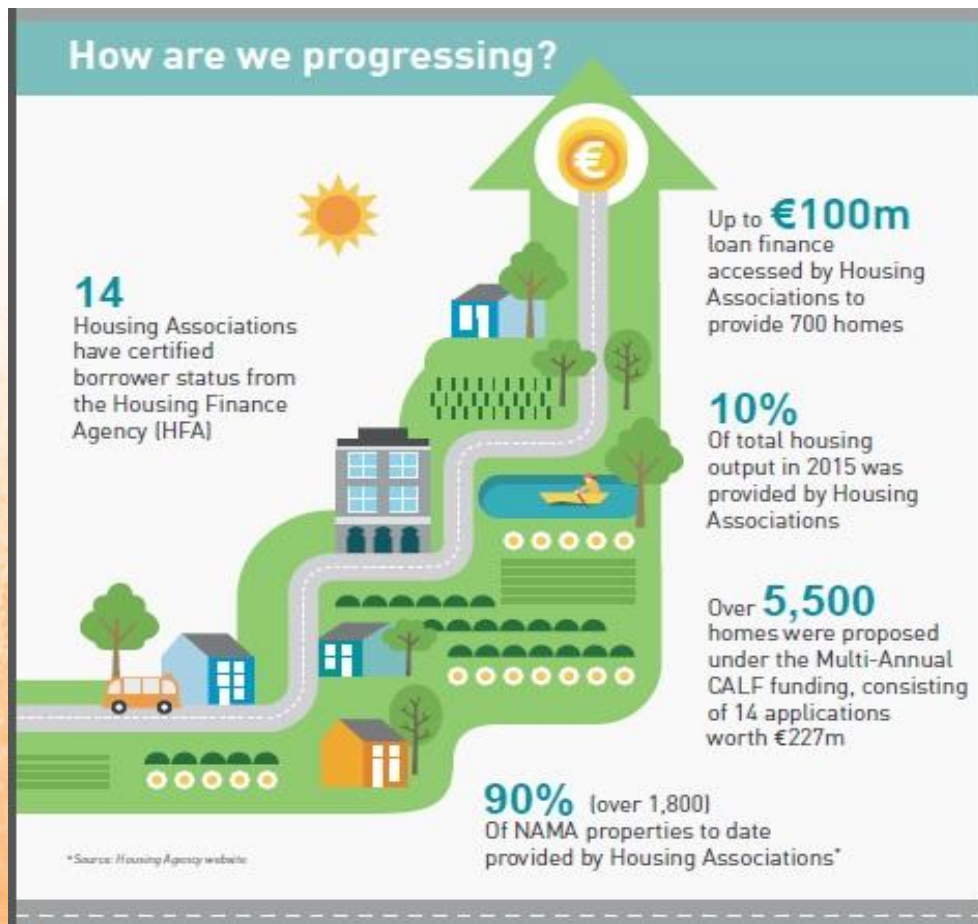 How are we progressing?
€
14
Housing Associations
have certified
borrower status from
the Housing Finance
Agency (HFA)
Up to €100m
loan finance
accessed by Housing
Associations to
provide 700 homes
10%
Of total housing
output in 2015 was
provided by Housing
Associations
Over 5,500
homes were proposed
under the Multi-Annual
CALF funding, consisting
of 14 applications
worth €227m
90% (over 1,800)
Of NAMA properties to date
provided by Housing Associations*
*Source: Housing Agency website